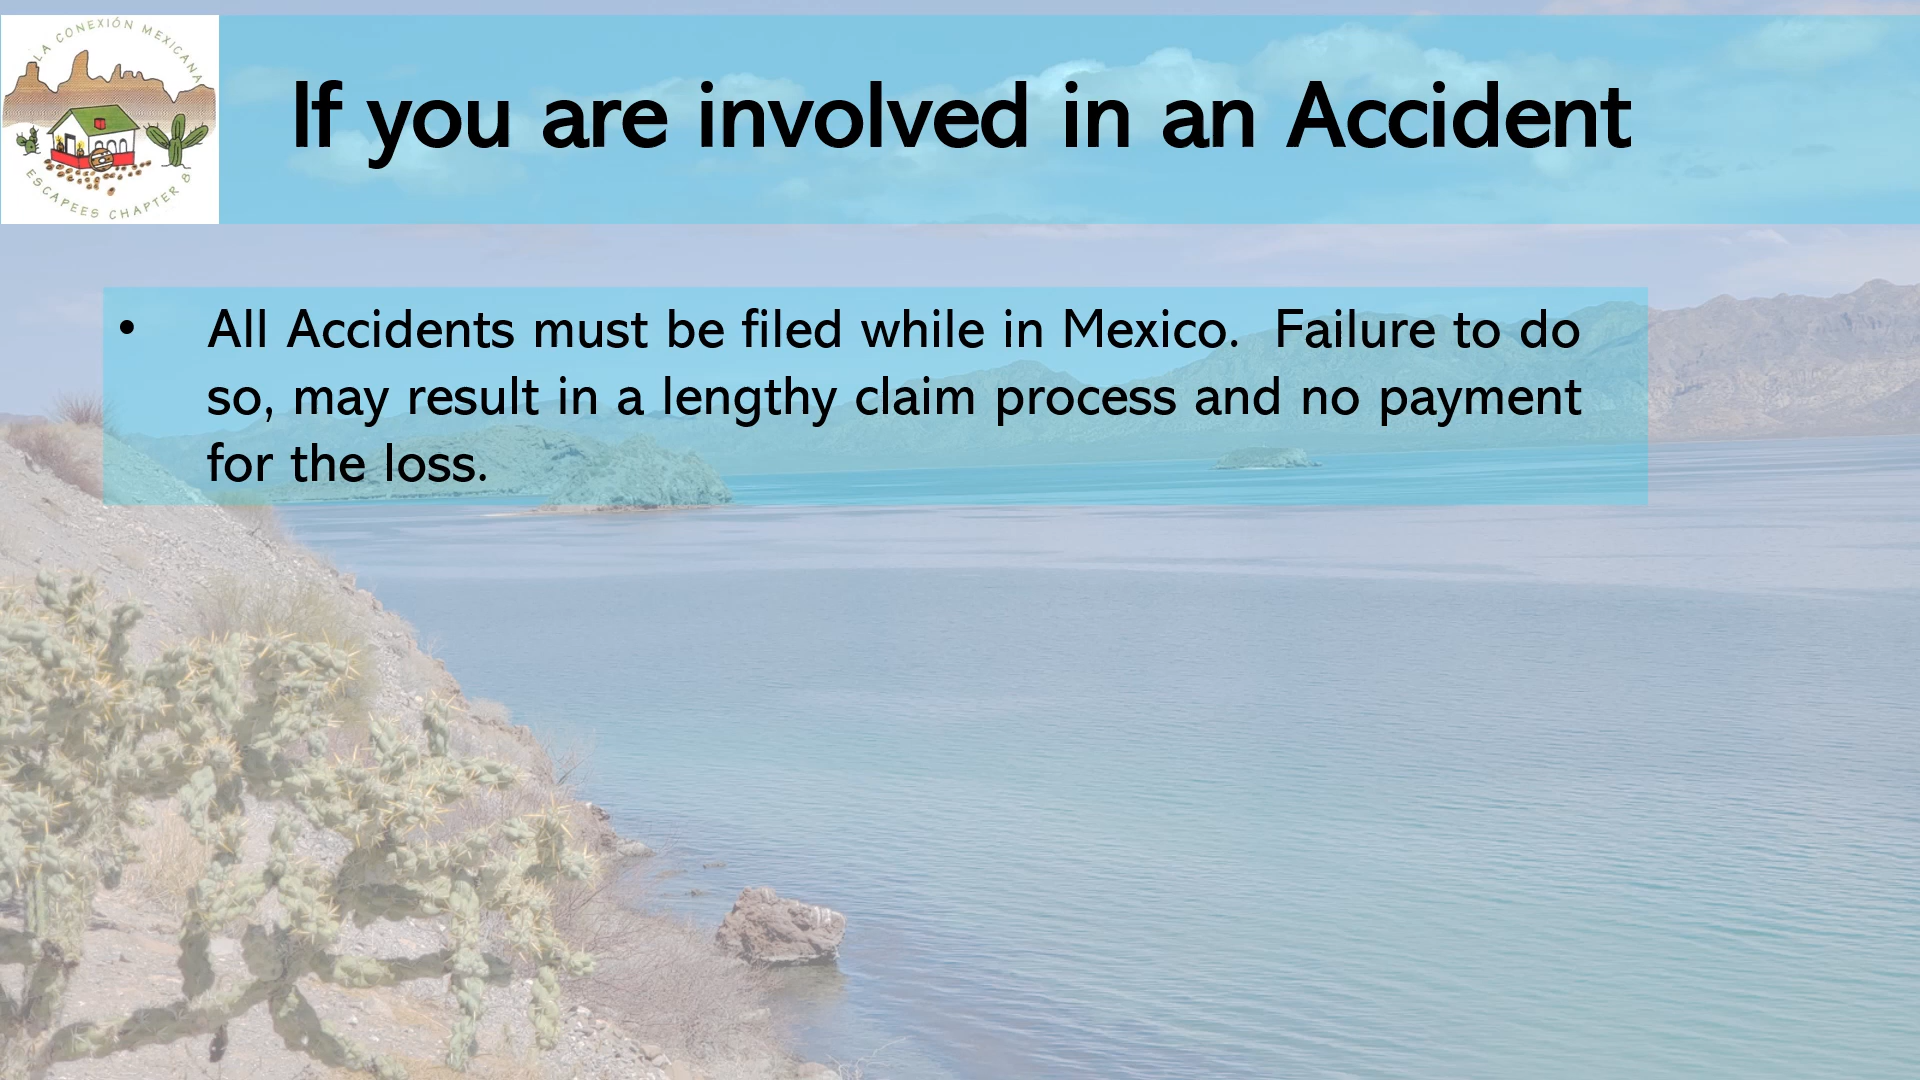 LA CONEXIÓN MEXICANA
ESCAPEES CHAPTER 8
If you are involved in an Accident
• All Accidents must be filed while in Mexico.  Failure to do
so, may result in a lengthy claim process and no payment
for the loss.